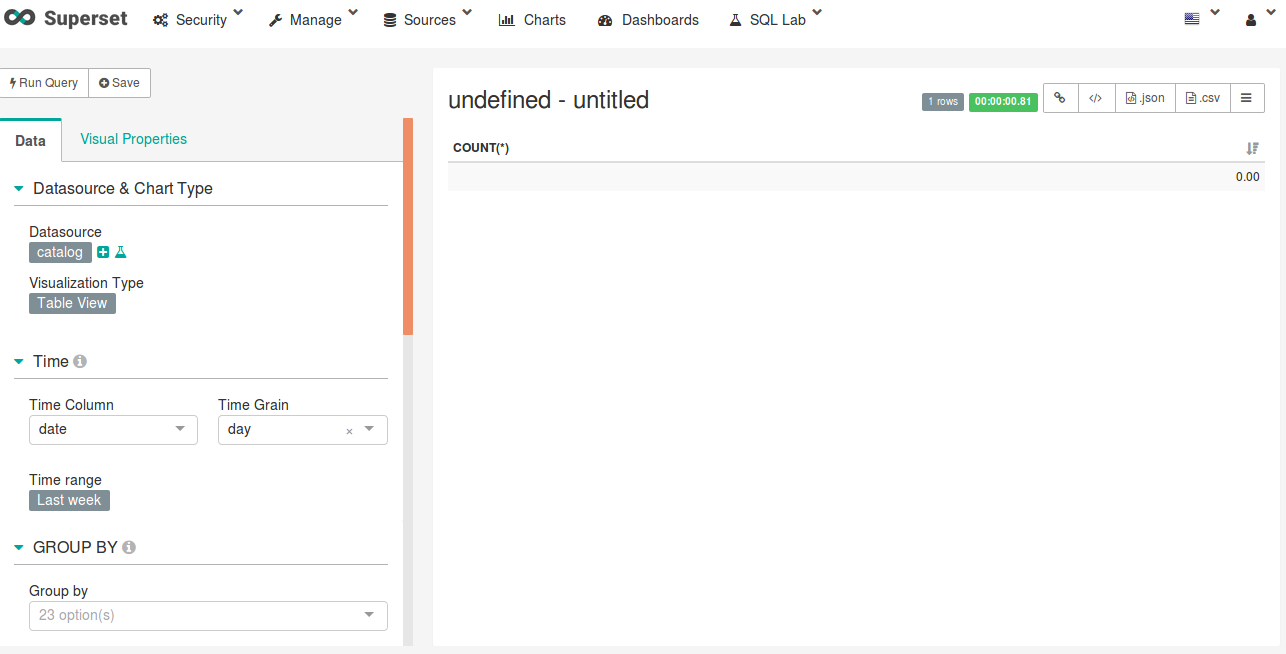 Superset Security Manage Sources Charts Dashboards SQL Lab
Run Query Save
Data Visual Properties
Datasource & Chart Type
Datasource
catalog
Visualization Type
Table View
Time
Time Column Time Grain
date day ×
Time range
Last week
GROUP BY
Group by
23 option(s)
undefined - untitled
1 rows 00:00:00.81 </> .json .csv
COUNT(*)
0.00